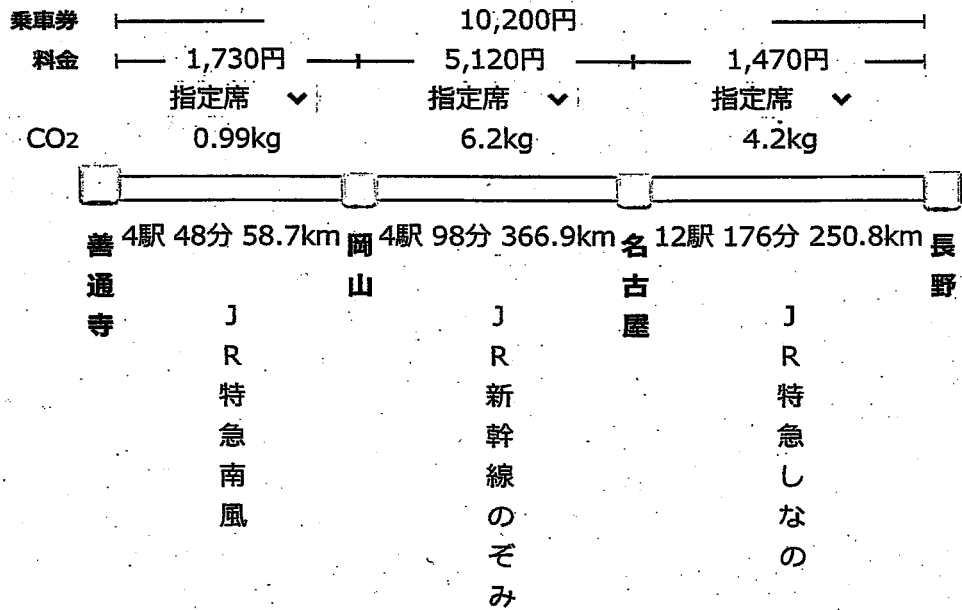 乗車券 10,200円
料金 1,730円 5,120円 1,470円
指定席 指定席 指定席
CO2 0.99kg 6.2kg 4.2kg
4駅 48分 58.7km 4駅 98分 366.9km 12駅 176分 250.8km
善通寺 岡山 名古屋 長野
JR特急南風
JR新幹線のぞみ
JR特急しなの